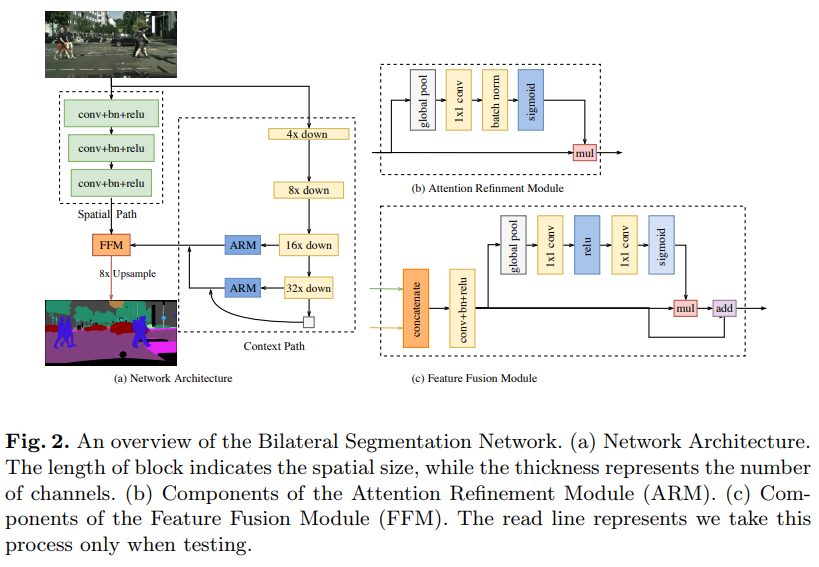 conv+bn+relu
conv+bn+relu
conv+bn+relu
Spatial Path
FFM
8x Upsample
4x down
8x down
ARM
16x down
ARM
32x down
Context Path
(a) Network Architecture
global pool
1x1 conv
batch norm
sigmoid
mul
(b) Attention Refinment Module
concatenate
conv+bn+relu
global pool
1x1 conv
relu
1x1 conv
sigmoid
mul
add
(c) Feature Fusion Module
Fig. 2. An overview of the Bilateral Segmentation Network. (a) Network Architecture.
The length of block indicates the spatial size, while the thickness represents the number
of channels. (b) Components of the Attention Refinement Module (ARM). (c) Com-
ponents of the Feature Fusion Module (FFM). The read line represents we take this
process only when testing.